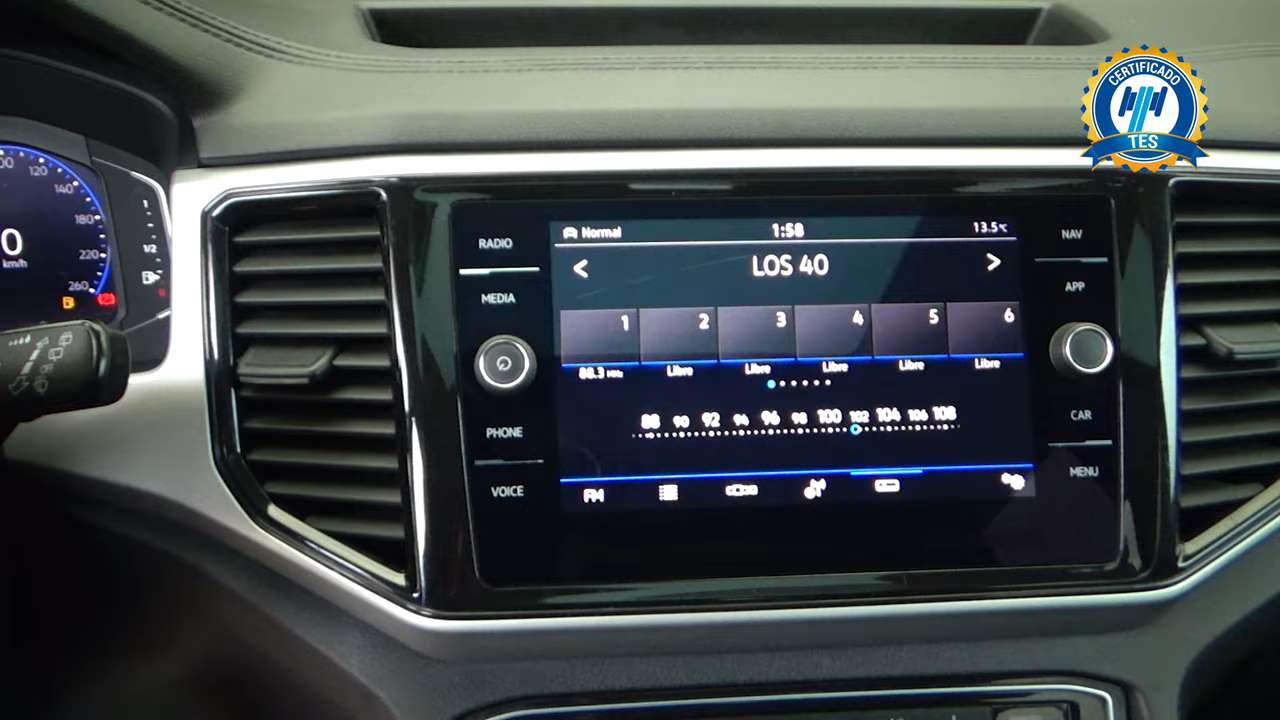 CERTIFICADO
TES
RADIO
MEDIA
PHONE
VOICE
Normal
1:58
13.5°C
< LOS 40 >
1 2 3 4 5 6
88.3 MHz Libre Libre Libre Libre Libre
88 90 92 94 96 98 100 102 104 106 108
FM
NAV
APP
CAR
MENU
120
140
180
220
260
0
km/h
1
1/2